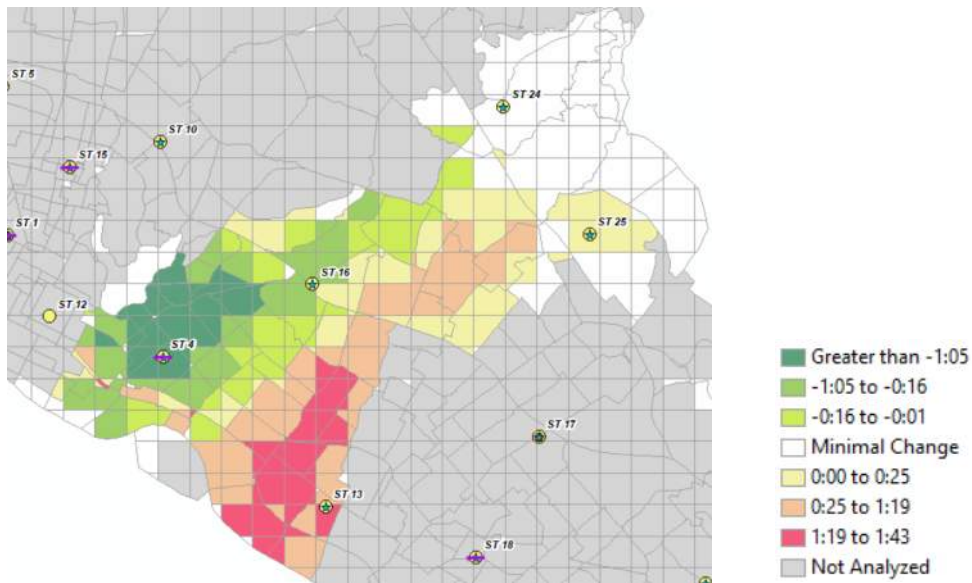 ST 5
ST 24
ST 10
ST 15
ST 1
ST 25
ST 16
ST 12
ST 4
ST 17
ST 13
ST 18
Greater than -1:05
-1:05 to -0:16
-0:16 to -0:01
Minimal Change
0:00 to 0:25
0:25 to 1:19
1:19 to 1:43
Not Analyzed